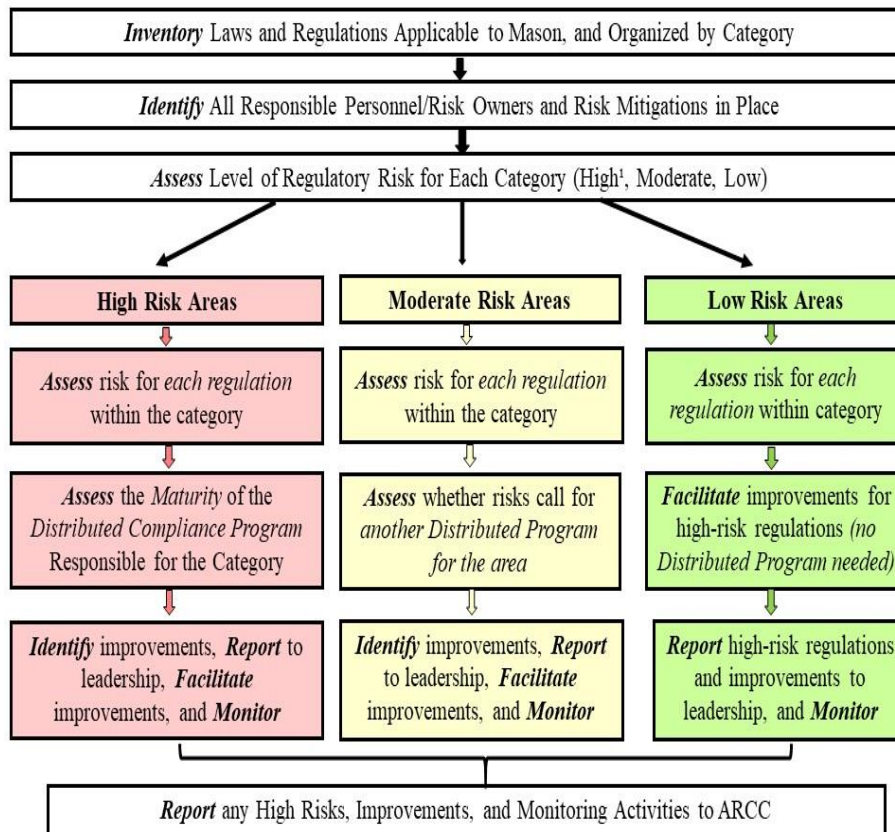 Inventory Laws and Regulations Applicable to Mason, and Organized by Category
Identify All Responsible Personnel/Risk Owners and Risk Mitigations in Place
Assess Level of Regulatory Risk for Each Category (High¹, Moderate, Low)
High Risk Areas
Assess risk for each regulation
within the category
Assess the Maturity of the
Distributed Compliance Program
Responsible for the Category
Identify improvements, Report to
leadership, Facilitate
improvements, and Monitor
Moderate Risk Areas
Assess risk for each regulation
within the category
Assess whether risks call for
another Distributed Program
for the area
Identify improvements, Report
to leadership, Facilitate
improvements, and Monitor
Low Risk Areas
Assess risk for each
regulation within category
Facilitate improvements for
high-risk regulations (no
Distributed Program needed)
Report high-risk regulations
and improvements to
leadership, and Monitor
Report any High Risks, Improvements, and Monitoring Activities to ARCC